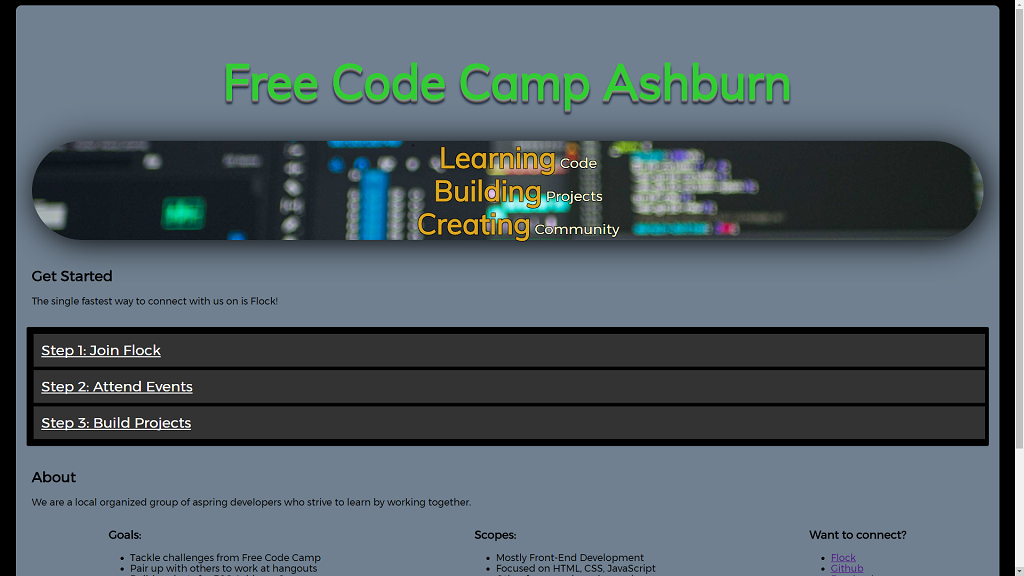 Free Code Camp Ashburn
Learning Code
Building Projects
Creating Community
Get Started
The single fastest way to connect with us on is Flock!
Step 1: Join Flock
Step 2: Attend Events
Step 3: Build Projects
About
We are a local organized group of aspring developers who strive to learn by working together.
Goals:
Tackle challenges from Free Code Camp
Pair up with others to work at hangouts
Scopes:
Mostly Front-End Development
Focused on HTML, CSS, JavaScript
Want to connect?
Flock
Github